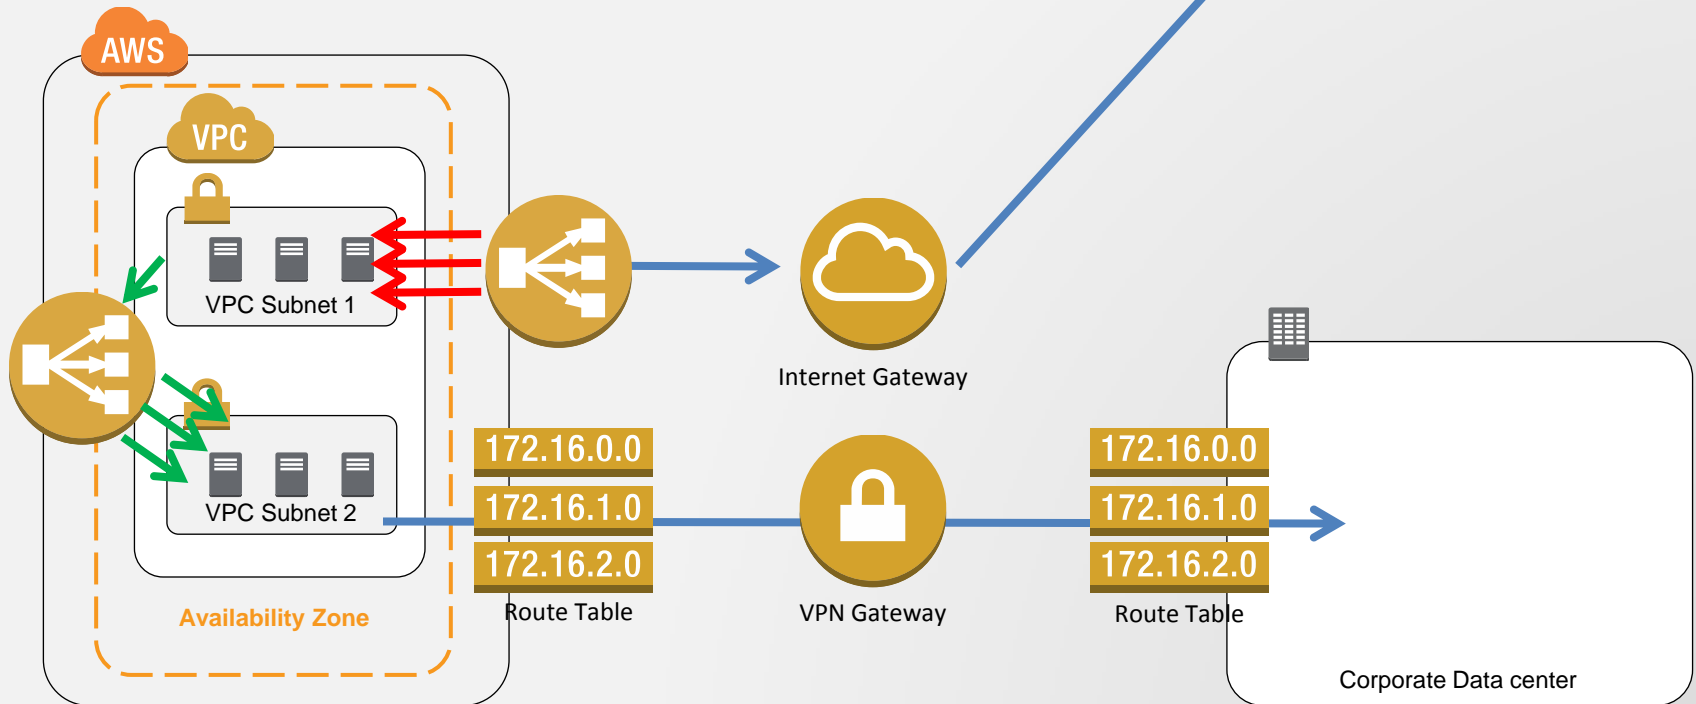 AWS
VPC
VPC Subnet 1
Internet Gateway
172.16.0.0
172.16.1.0
172.16.2.0
Route Table
VPC Subnet 2
VPN Gateway
172.16.0.0
172.16.1.0
172.16.2.0
Route Table
Availability Zone
Corporate Data center